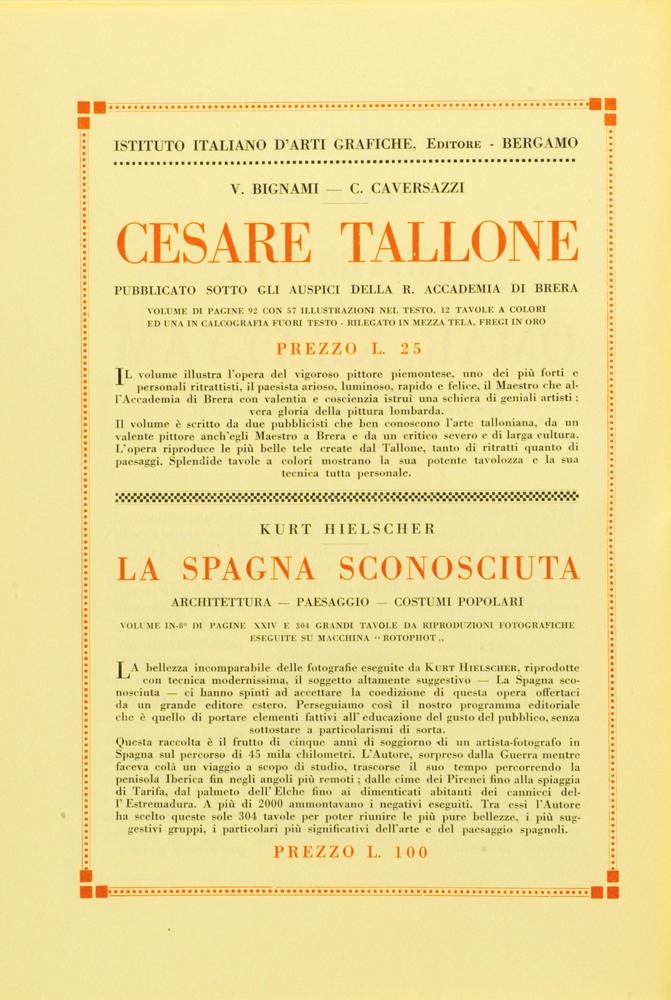 ISTITUTO ITALIANO D'ARTI GRAFICHE, EDITORE - BERGAMO
V. BIGNAMI — C. CAVERSAZZI
CESARE TALLONE
PUBBLICATO SOTTO GLI AUSPICI DELLA R. ACCADEMIA DI BRERA
VOLUME DI PAGINE 92 CON 57 ILLUSTRAZIONI NEL TESTO, 12 TAVOLE A COLORI
ED UNA IN CALCOGRAFIA FUORI TESTO - RILEGATO IN MEZZA TELA, FREGI IN ORO
PREZZO L. 25
IL volume illustra l'opera del vigoroso pittore piemontese, uno dei più forti e
personali ritrattisti, il paesista arioso, luminoso, rapido e felice, il Maestro che al-
l'Accademia di Brera con valentia e coscienzia istruì una schiera di geniali artisti ;
vera gloria della pittura lombarda.
Il volume è scritto da due pubblicisti che ben conoscono l'arte talloniana, da un
valente pittore anch'egli Maestro a Brera e da un critico severo e di larga cultura.
L'opera riproduce le più belle tele create dal Tallone, tanto di ritratti quanto di
paesaggi. Splendide tavole a colori mostrano la sua potente tavolozza e la sua
tecnica tutta personale.
KURT HIELSCHER
LA SPAGNA SCONOSCIUTA
ARCHITETTURA — PAESAGGIO — COSTUMI POPOLARI
VOLUME IN-8° DI PAGINE XXIV E 304 GRANDI TAVOLE DA RIPRODUZIONI FOTOGRAFICHE
ESEGUITE SU MACCHINA “ ROTOPHOT „
LA bellezza incomparabile delle fotografie eseguite da KURT HIELSCHER, riprodotte
con tecnica modernissima, il soggetto altamente suggestivo — La Spagna sco-
nosciuta — ci hanno spinti ad accettare la coedizione di questa opera offertaci
da un grande editore estero. Perseguiamo così il nostro programma editoriale
che è quello di portare elementi fattivi all' educazione del gusto del pubblico, senza
sottostare a particolarismi di sorta.
Questa raccolta è il frutto di cinque anni di soggiorno di un artista-fotografo in
Spagna sul percorso di 45 mila chilometri. L'Autore, sorpreso dalla Guerra mentre
faceva colà un viaggio a scopo di studio, trascorse il suo tempo percorrendo la
penisola Iberica fin negli angoli più remoti ; dalle cime dei Pirenei fino alla spiaggia
di Tarifa, dal palmeto dell' Elche fino ai dimenticati abitanti dei cannicci del-
l' Estremadura. A più di 2000 ammontavano i negativi eseguiti. Tra essi l'Autore
ha scelto queste sole 304 tavole per poter riunire le più pure bellezze, i più sug-
gestivi gruppi, i particolari più significativi dell'arte e del paesaggio spagnoli.
PREZZO L. 100